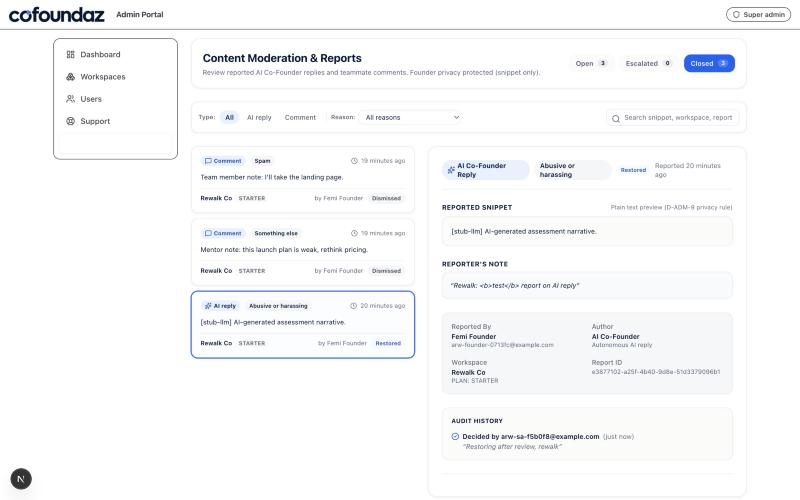 cofoundaz Admin Portal Super admin
Dashboard
Workspaces
Users
Support
Content Moderation & Reports
Review reported AI Co-Founder replies and teammate comments. Founder privacy protected (snippet only).
Open 3 Escalated 0 Closed 3
Type: All AI reply Comment Reason: All reasons
Search snippet, workspace, report
Comment Spam 19 minutes ago
Team member note: I'll take the landing page.
Rewalk Co STARTER by Femi Founder Dismissed
Comment Something else 19 minutes ago
Mentor note: this launch plan is weak, rethink pricing.
Rewalk Co STARTER by Femi Founder Dismissed
AI reply Abusive or harassing 20 minutes ago
[stub-llm] AI-generated assessment narrative.
Rewalk Co STARTER by Femi Founder Restored
AI Co-Founder
Reply
Abusive or
harassing
Restored
Reported 20 minutes
ago
REPORTED SNIPPET Plain text preview (D-ADM-9 privacy rule)
[stub-llm] AI-generated assessment narrative.
REPORTER'S NOTE
"Rewalk: <b>test</b> report on AI reply"
Reported By
Femi Founder
arw-founder-0713fc@example.com
Author
AI Co-Founder
Autonomous AI reply
Workspace
Rewalk Co
PLAN: STARTER
Report ID
e3877102-a25f-4b40-9d8e-51d3379096b1
AUDIT HISTORY
Decided by arw-sa-f5b0f8@example.com (just now)
"Restoring after review, rewalk"
N